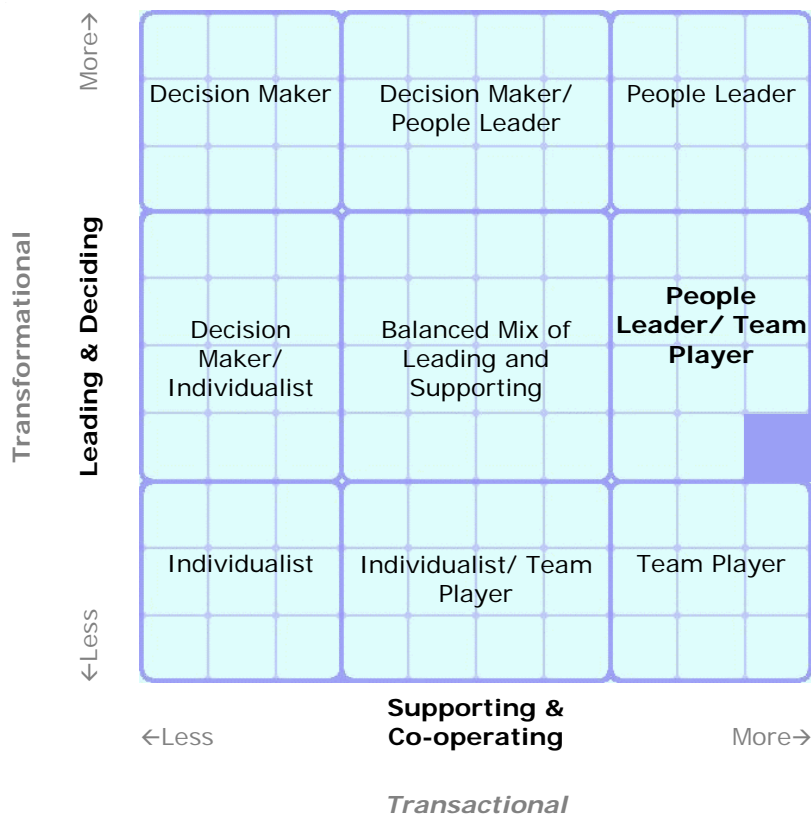 More→
Decision Maker
Decision Maker/
People Leader
People Leader
Transformational
Leading & Deciding
Decision
Maker/
Individualist
Balanced Mix of
Leading and
Supporting
People
Leader/ Team
Player
Individualist
Individualist/ Team
Player
Team Player
←Less
←Less
Supporting &
Co-operating
More→
Transactional